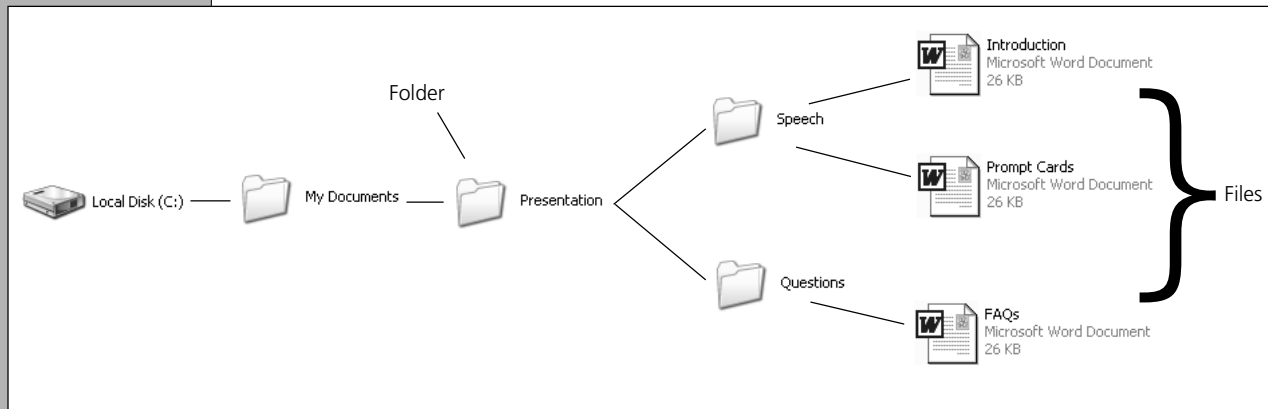 Folder
Local Disk (C:)
My Documents
Presentation
Speech
Introduction
Microsoft Word Document
26 KB
Prompt Cards
Microsoft Word Document
26 KB
Questions
FAQs
Microsoft Word Document
26 KB
Files